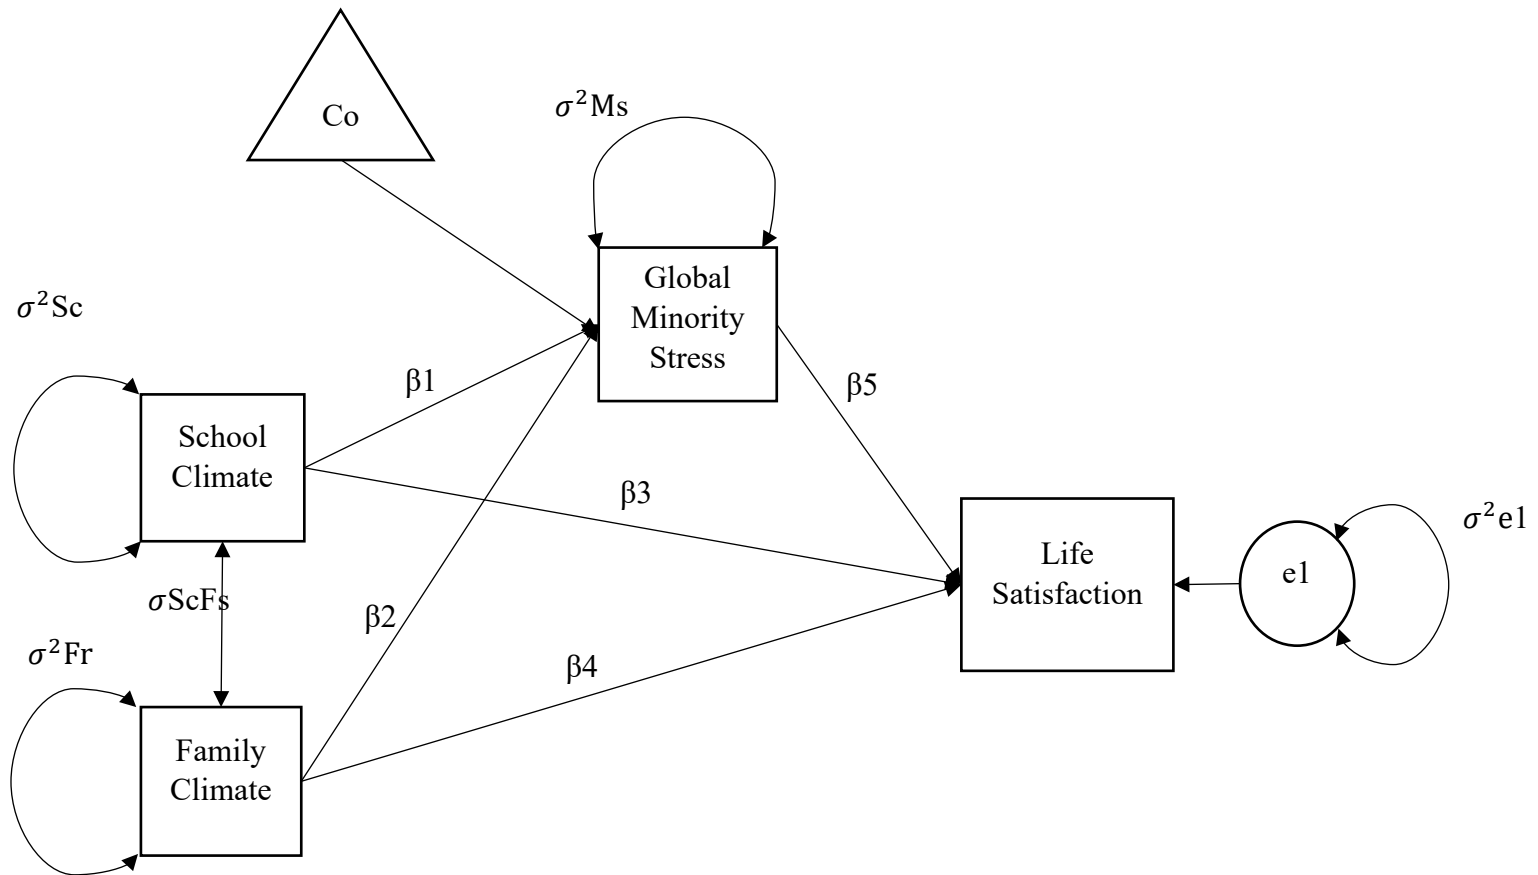 Co
σ²Ms
Global
Minority
Stress
σ²Sc
β1
β5
School
Climate
β3
σ²e1
Life
Satisfaction
e1
σScFs
β2
σ²Fr
β4
Family
Climate